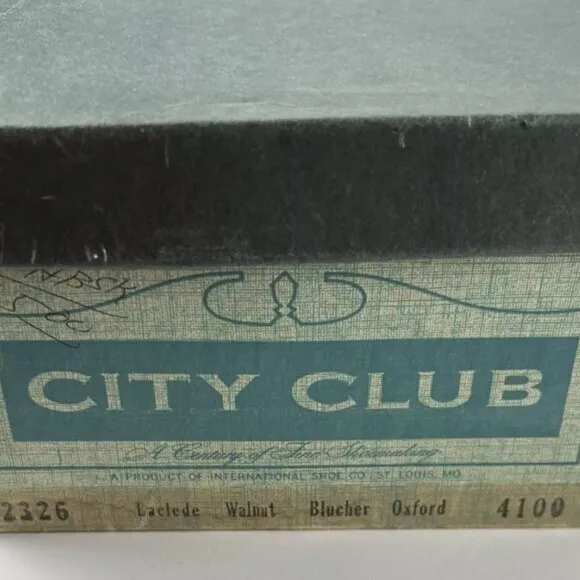 CITY CLUB
A Century of Fine Shoemaking
A PRODUCT OF INTERNATIONAL SHOE CO., ST. LOUIS, MO.
2326 Laclede Walnut Blucher Oxford 4100